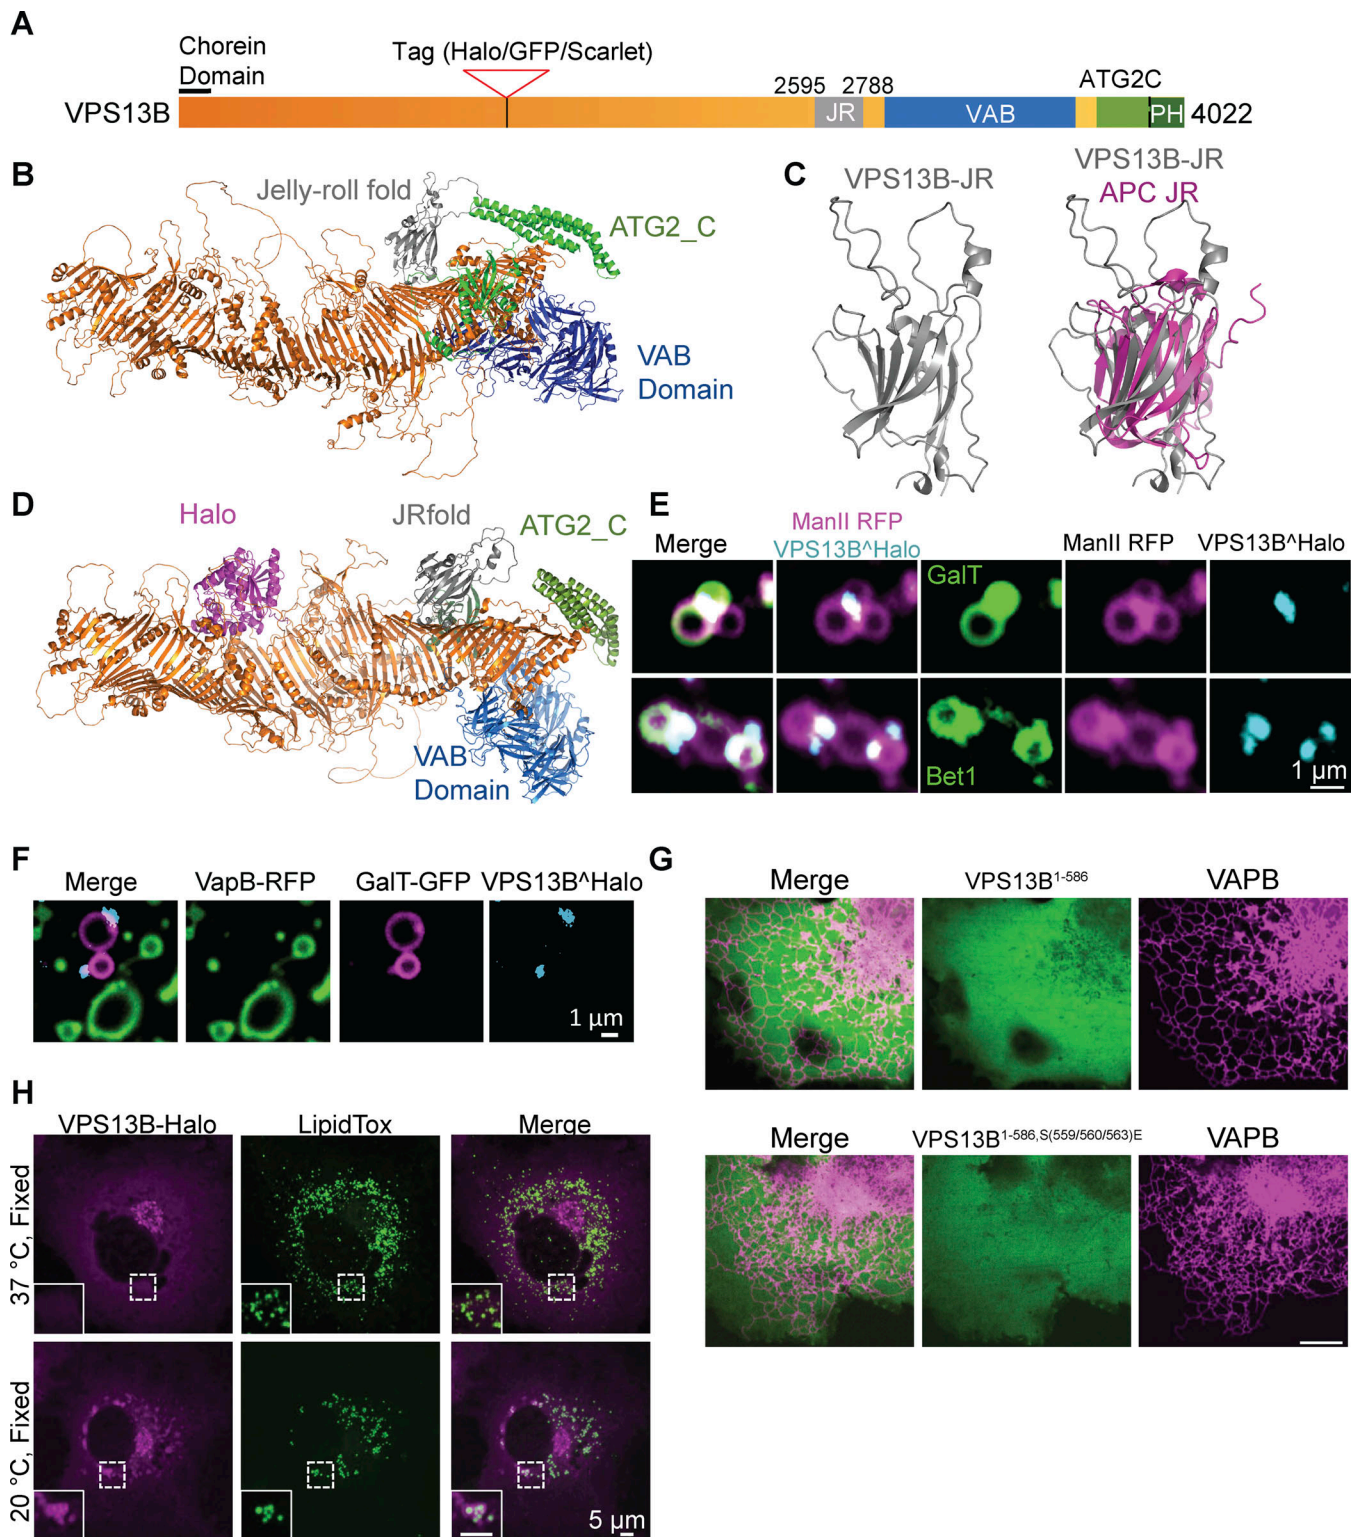 A
Chorein
Domain
Tag (Halo/GFP/Scarlet)
2595 2788
ATG2C
VPS13B
JR
VAB
PH
4022
B
Jelly-roll fold
ATG2_C
VAB
Domain
C
VPS13B-JR
VPS13B-JR
APC JR
D
Halo
JRfold
ATG2_C
VAB
Domain
E
Merge
ManII RFP
VPS13B^Halo
ManII RFP
VPS13B^Halo
GalT
Bet1
1 µm
F
Merge
VapB-RFP
GalT-GFP
VPS13B^Halo
1 µm
G
Merge
VPS13B1-586
VAPB
Merge
VPS13B1-586,S(559/560/563)E
VAPB
H
VPS13B-Halo
LipidTox
Merge
37 °C, Fixed
20 °C, Fixed
5 µm